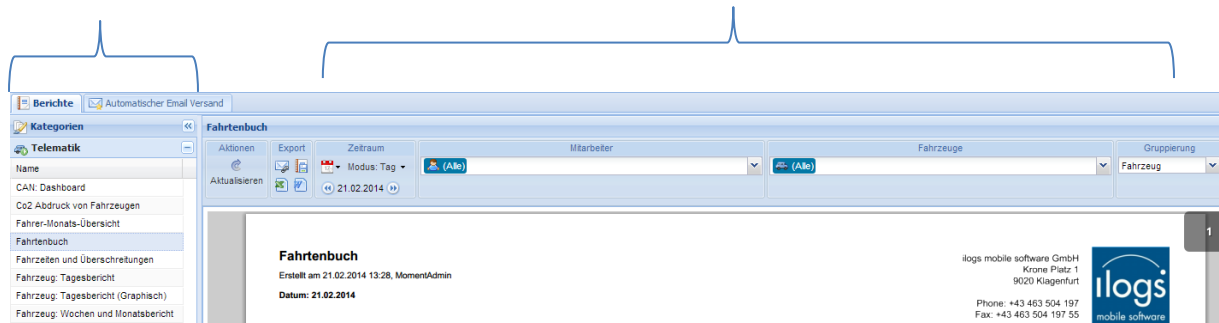 Berichte
Automatischer Email Versand
Kategorien
Telematik
Name
CAN: Dashboard
Co2 Abdruck von Fahrzeugen
Fahrer-Monats-Übersicht
Fahrtenbuch
Fahrzeiten und Überschreitungen
Fahrzeug: Tagesbericht
Fahrzeug: Tagesbericht (Graphisch)
Fahrzeug: Wochen und Monatsbericht
Fahrtenbuch
Aktionen
Aktualisieren
Export
Zeitraum
Modus: Tag
21.02.2014
Mitarbeiter
(Alle)
Fahrzeuge
(Alle)
Gruppierung
Fahrzeug
1
Fahrtenbuch
Erstellt am 21.02.2014 13:28, MomentAdmin
Datum: 21.02.2014
ilogs mobile software GmbH
Krone Platz 1
9020 Klagenfurt
Phone: +43 463 504 197
Fax: +43 463 504 197 55
ilogs
mobile software